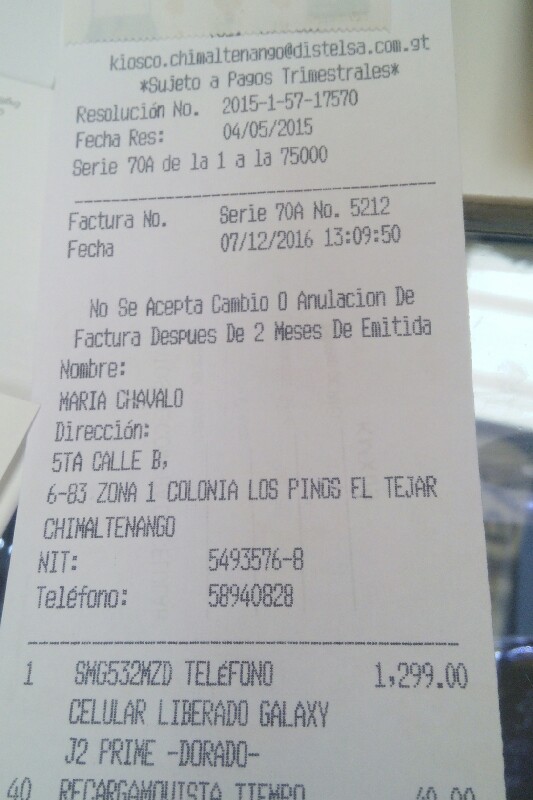 kiosco.chimaltenango@distelsa.com.gt
*Sujeto a Pagos Trimestrales*
Resolución No. 2015-1-57-17570
Fecha Res: 04/05/2015
Serie 70A de la 1 a la 75000
Factura No. Serie 70A No. 5212
Fecha 07/12/2016 13:09:50
No Se Acepta Cambio O Anulacion De
Factura Despues De 2 Meses De Emitida
Nombre:
MARIA CHAVALO
Dirección:
5TA CALLE B,
6-83 ZONA 1 COLONIA LOS PINOS EL TEJAR
CHIMALTENANGO
NIT: 5493576-8
Teléfono: 58940828
1 SMG532MZD TELéFONO 1,299.00
CELULAR LIBERADO GALAXY
J2 PRIME -DORADO-
40 RECARGAMOVISTA TIEMPO 40.00